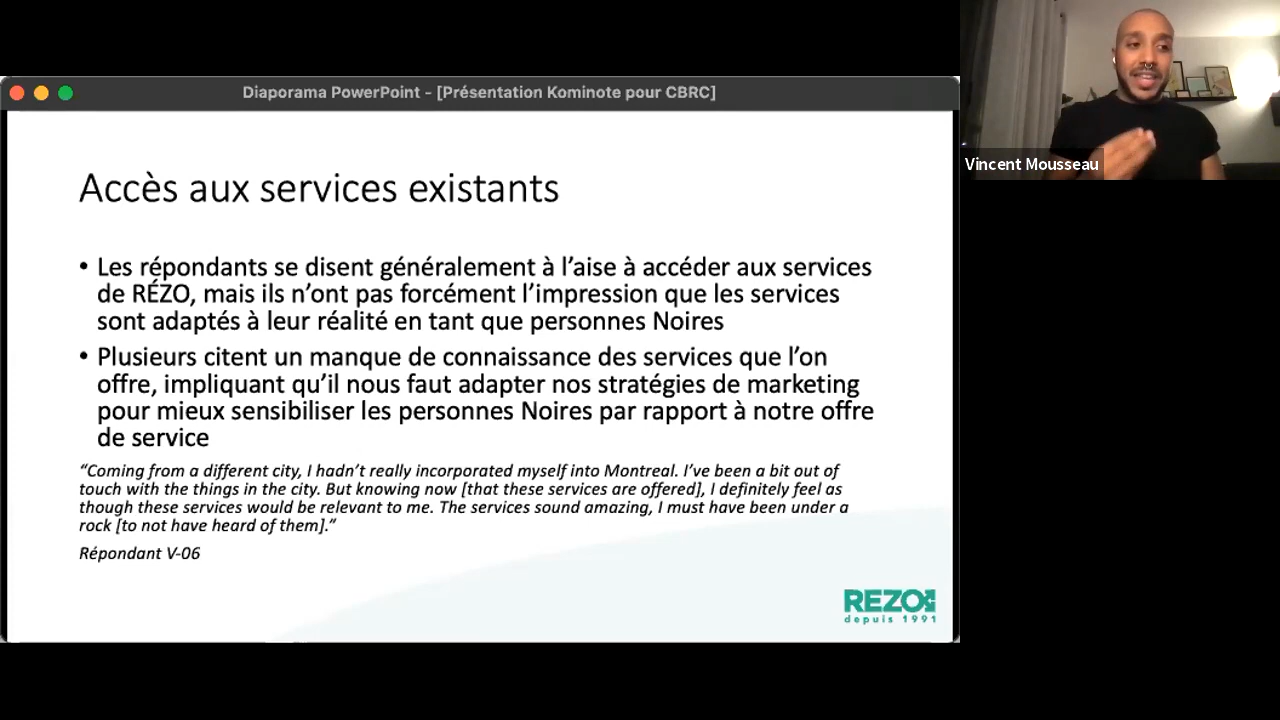 Diaporama PowerPoint - [Présentation Kominote pour CBRC]
Vincent Mousseau
Accès aux services existants
• Les répondants se disent généralement à l’aise à accéder aux services
de RÉZO, mais ils n’ont pas forcément l’impression que les services
sont adaptés à leur réalité en tant que personnes Noires
• Plusieurs citent un manque de connaissance des services que l’on
offre, impliquant qu’il nous faut adapter nos stratégies de marketing
pour mieux sensibiliser les personnes Noires par rapport à notre offre
de service
“Coming from a different city, I hadn’t really incorporated myself into Montreal. I’ve been a bit out of
touch with the things in the city. But knowing now [that these services are offered], I definitely feel as
though these services would be relevant to me. The services sound amazing, I must have been under a
rock [to not have heard of them].”
Répondant V-06
REZO
depuis 1991